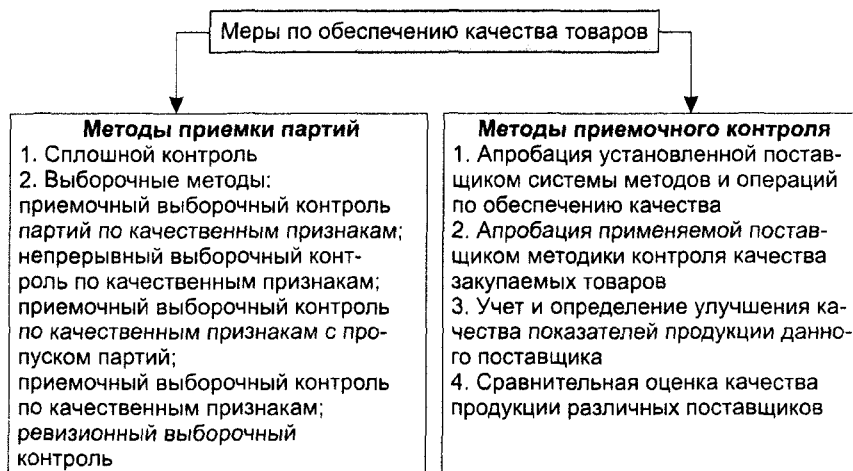 Меры по обеспечению качества товаров
Методы приемки партий
1. Сплошной контроль
2. Выборочные методы:
приемочный выборочный контроль
партий по качественным признакам;
непрерывный выборочный конт-
роль по качественным признакам;
приемочный выборочный контроль
по качественным признакам с про-
пуском партий;
приемочный выборочный контроль
по качественным признакам;
ревизионный выборочный
контроль
Методы приемочного контроля
1. Апробация установленной постав-
щиком системы методов и операций
по обеспечению качества
2. Апробация применяемой постав-
щиком методики контроля качества
закупаемых товаров
3. Учет и определение улучшения ка-
чества показателей продукции данно-
го поставщика
4. Сравнительная оценка качества
продукции различных поставщиков